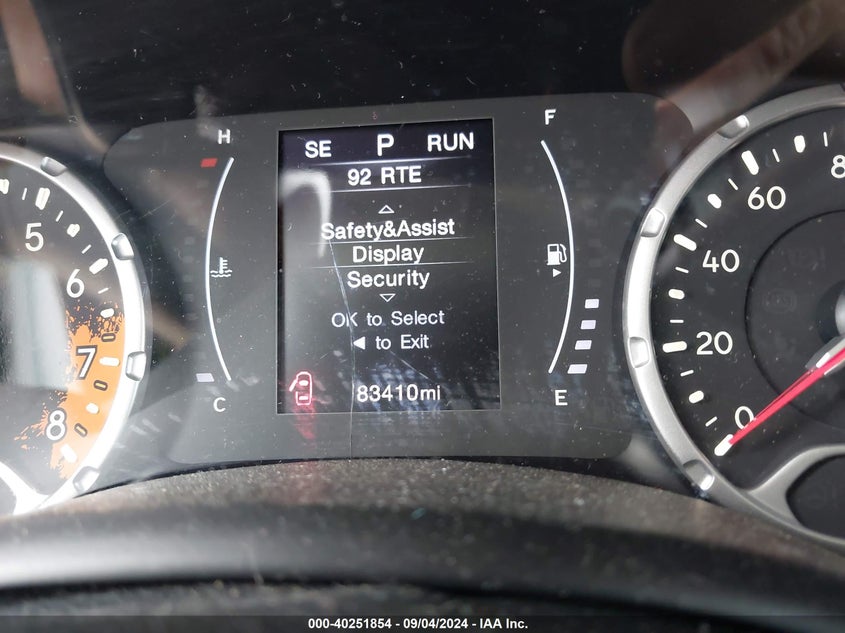 H
F
SE P RUN
92 RTE
Safety&Assist
Display
Security
OK to Select
◄ to Exit
83410mi
C
E
5
6
7
8
0
20
40
60
8
000-40251854 - 09/04/2024 - IAA Inc.